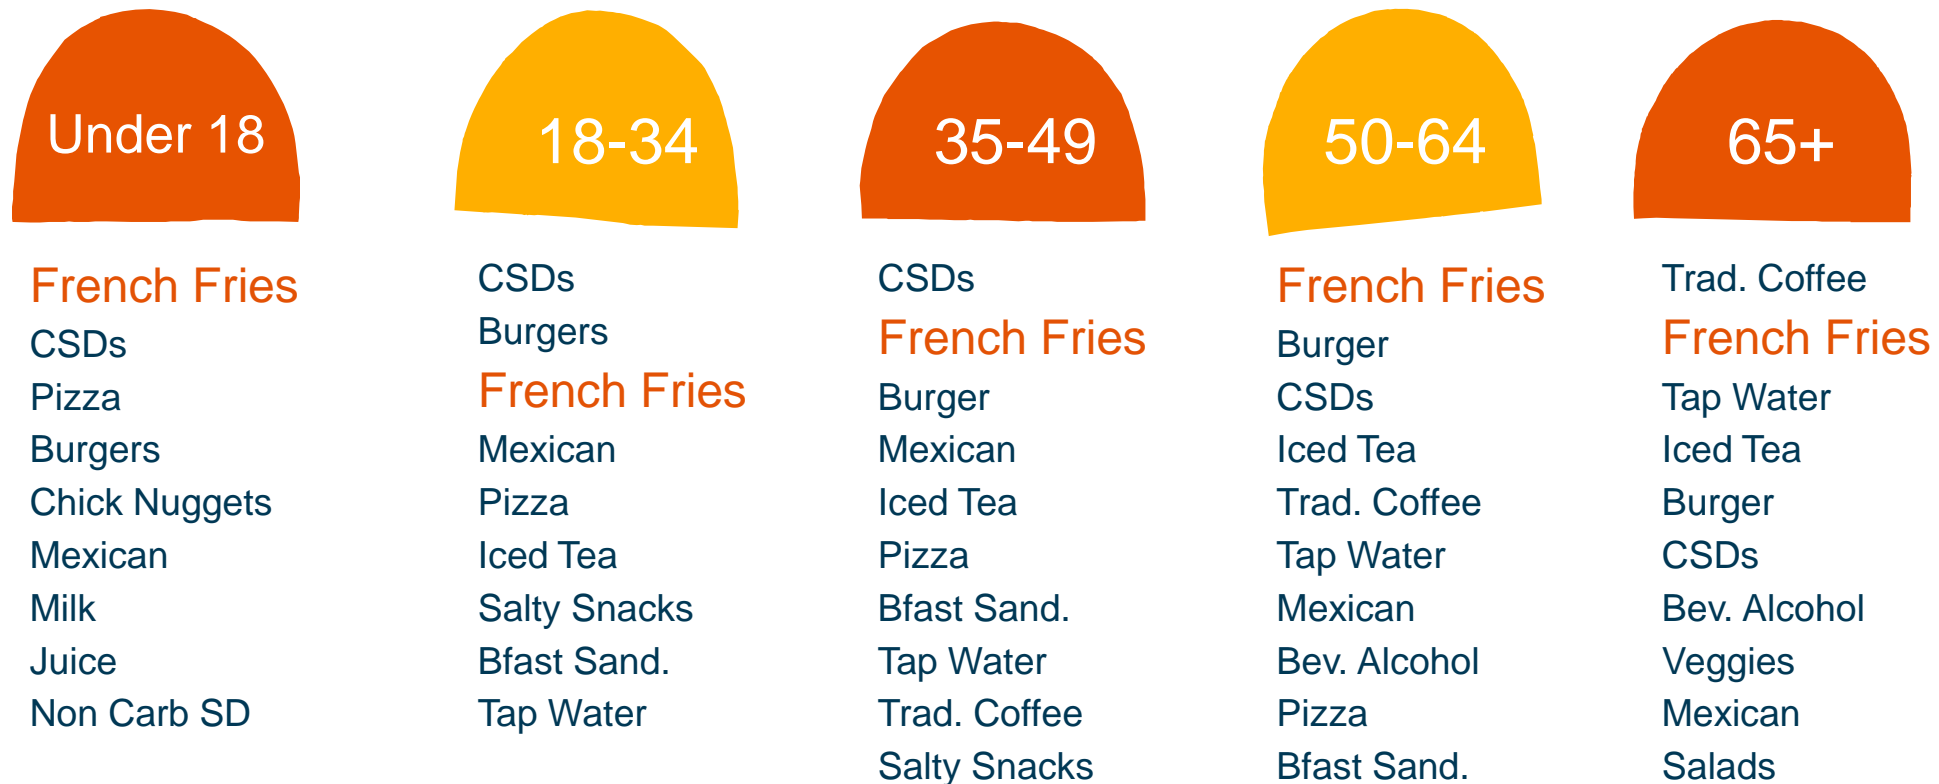 Under 18
French Fries
CSDs
Pizza
Burgers
Chick Nuggets
Mexican
Milk
Juice
Non Carb SD
18-34
CSDs
Burgers
French Fries
Mexican
Pizza
Iced Tea
Salty Snacks
Bfast Sand.
Tap Water
35-49
CSDs
French Fries
Burger
Mexican
Iced Tea
Pizza
Bfast Sand.
Tap Water
Trad. Coffee
Salty Snacks
50-64
French Fries
Burger
CSDs
Iced Tea
Trad. Coffee
Tap Water
Mexican
Bev. Alcohol
Pizza
Bfast Sand.
65+
Trad. Coffee
French Fries
Tap Water
Iced Tea
Burger
CSDs
Bev. Alcohol
Veggies
Mexican
Salads